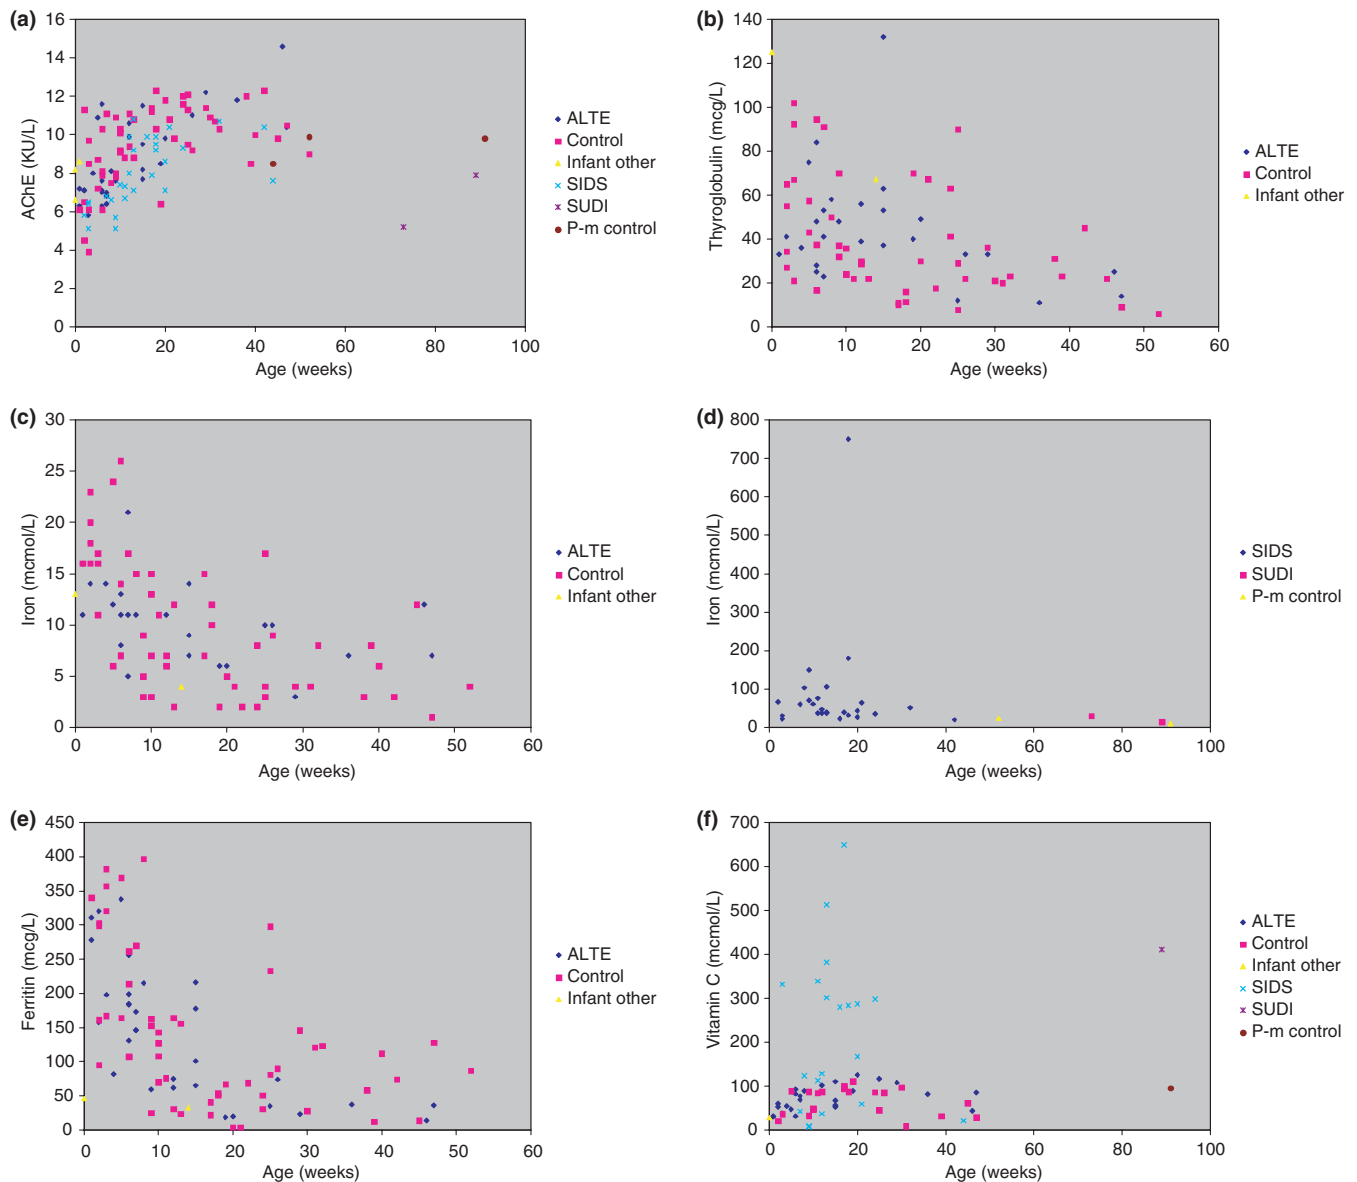 (a)
16
14
12
10
8
6
4
2
0
AChE (KU/L)
0 20 40 60 80 100
Age (weeks)
ALTE
Control
Infant other
SIDS
SUDI
P-m control
(b)
140
120
100
80
60
40
20
0
Thyroglobulin (mcg/L)
0 10 20 30 40 50 60
Age (weeks)
ALTE
Control
Infant other
(c)
30
25
20
15
10
5
0
Iron (mcmol/L)
0 10 20 30 40 50 60
Age (weeks)
ALTE
Control
Infant other
(d)
800
700
600
500
400
300
200
100
0
Iron (mcmol/L)
0 20 40 60 80 100
Age (weeks)
SIDS
SUDI
P-m control
(e)
450
400
350
300
250
200
150
100
50
0
Ferritin (mcg/L)
0 10 20 30 40 50 60
Age (weeks)
ALTE
Control
Infant other
(f)
700
600
500
400
300
200
100
0
Vitamin C (mcmol/L)
0 20 40 60 80 100
Age (weeks)
ALTE
Control
Infant other
SIDS
SUDI
P-m control